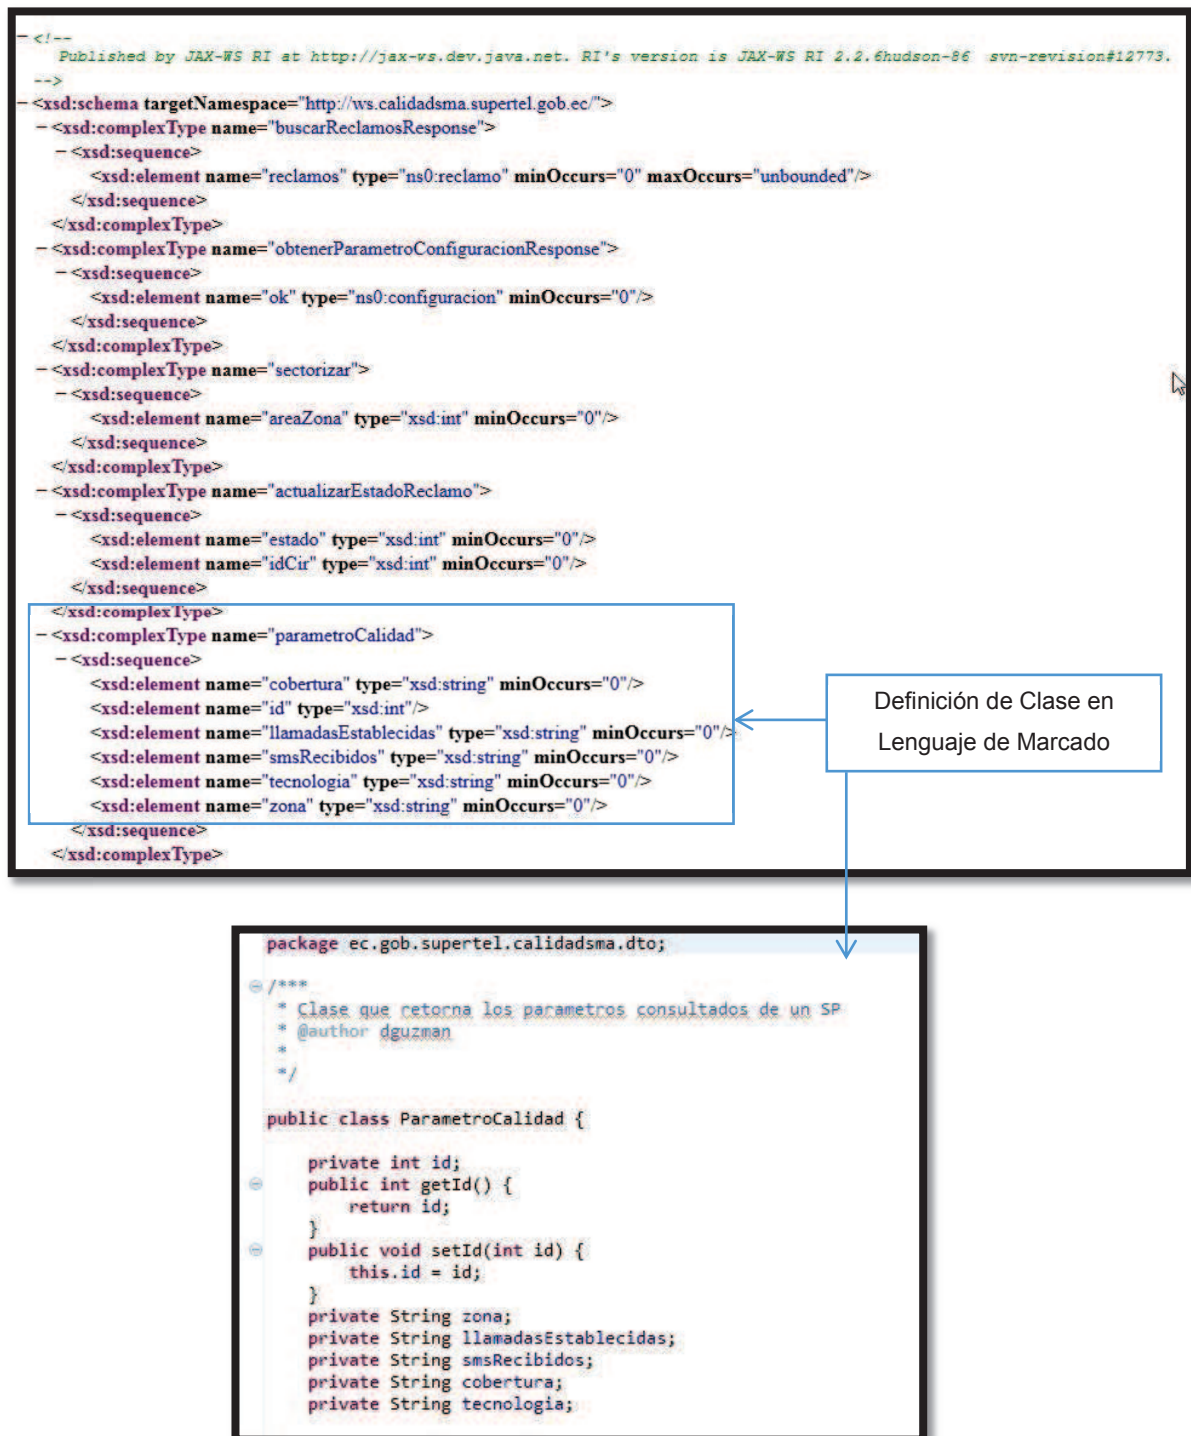 <!--
Published by JAX-WS RI at http://jax-ws.dev.java.net. RI's version is JAX-WS RI 2.2.6hudson-86 svn-revision#12773.
-->
<xsd:schema targetNamespace="http://ws.calidadsma.supertel.gob.ec/">
<xsd:complexType name="buscarReclamosResponse">
<xsd:sequence>
<xsd:element name="reclamos" type="ns0:reclamo" minOccurs="0" maxOccurs="unbounded"/>
</xsd:sequence>
</xsd:complexType>
<xsd:complexType name="obtenerParametroConfiguracionResponse">
<xsd:sequence>
<xsd:element name="ok" type="ns0:configuracion" minOccurs="0"/>
</xsd:sequence>
</xsd:complexType>
<xsd:complexType name="sectorizar">
<xsd:sequence>
<xsd:element name="areaZona" type="xsd:int" minOccurs="0"/>
</xsd:sequence>
</xsd:complexType>
<xsd:complexType name="actualizarEstadoReclamo">
<xsd:sequence>
<xsd:element name="estado" type="xsd:int" minOccurs="0"/>
<xsd:element name="idCir" type="xsd:int" minOccurs="0"/>
</xsd:sequence>
</xsd:complexType>
<xsd:complexType name="parametroCalidad">
<xsd:sequence>
<xsd:element name="cobertura" type="xsd:string" minOccurs="0"/>
<xsd:element name="id" type="xsd:int"/>
<xsd:element name="llamadasEstablecidas" type="xsd:string" minOccurs="0"/>
<xsd:element name="smsRecibidos" type="xsd:string" minOccurs="0"/>
<xsd:element name="tecnologia" type="xsd:string" minOccurs="0"/>
<xsd:element name="zona" type="xsd:string" minOccurs="0"/>
</xsd:sequence>
</xsd:complexType>
Definición de Clase en
Lenguaje de Marcado
package ec.gob.supertel.calidadsma.dto;
/***
* Clase que retorna los parametros consultados de un SP
* @author dguzman
*
*/
public class ParametroCalidad {
private int id;
public int getId() {
return id;
}
public void setId(int id) {
this.id = id;
}
private String zona;
private String llamadasEstablecidas;
private String smsRecibidos;
private String cobertura;
private String tecnologia;